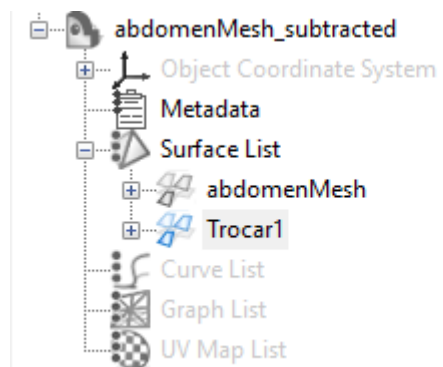 abdomenMesh_subtracted
Object Coordinate System
Metadata
Surface List
abdomenMesh
Trocar1
Curve List
Graph List
UV Map List